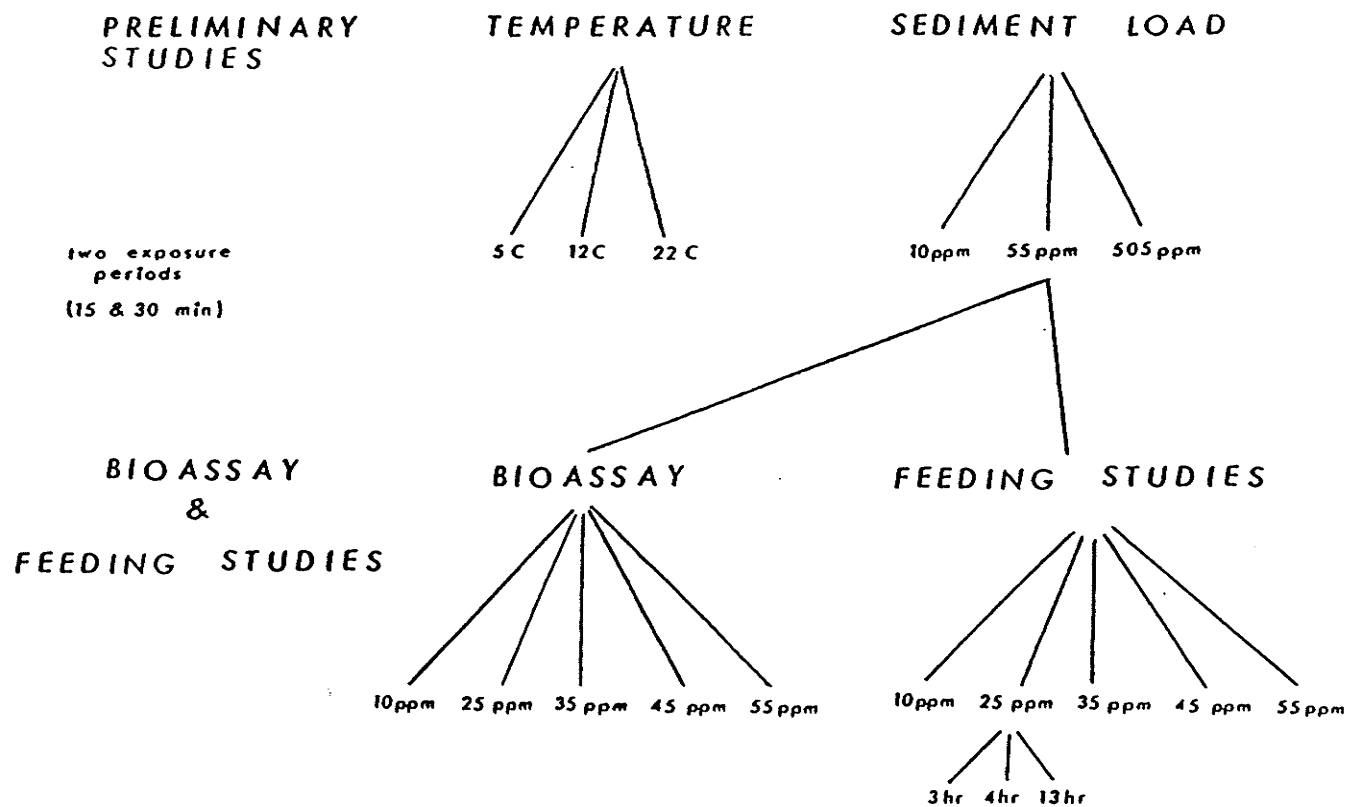 PRELIMINARY STUDIES
TEMPERATURE
SEDIMENT LOAD
two exposure
periods
(15 & 30 min)
5 C 12C 22 C
10ppm 55ppm 505ppm
BIOASSAY
&
FEEDING STUDIES
BIOASSAY
FEEDING STUDIES
10ppm 25 ppm 35 ppm 45 ppm 55ppm
10ppm 25 ppm 35 ppm 45 ppm 55ppm
3hr 4hr 13hr